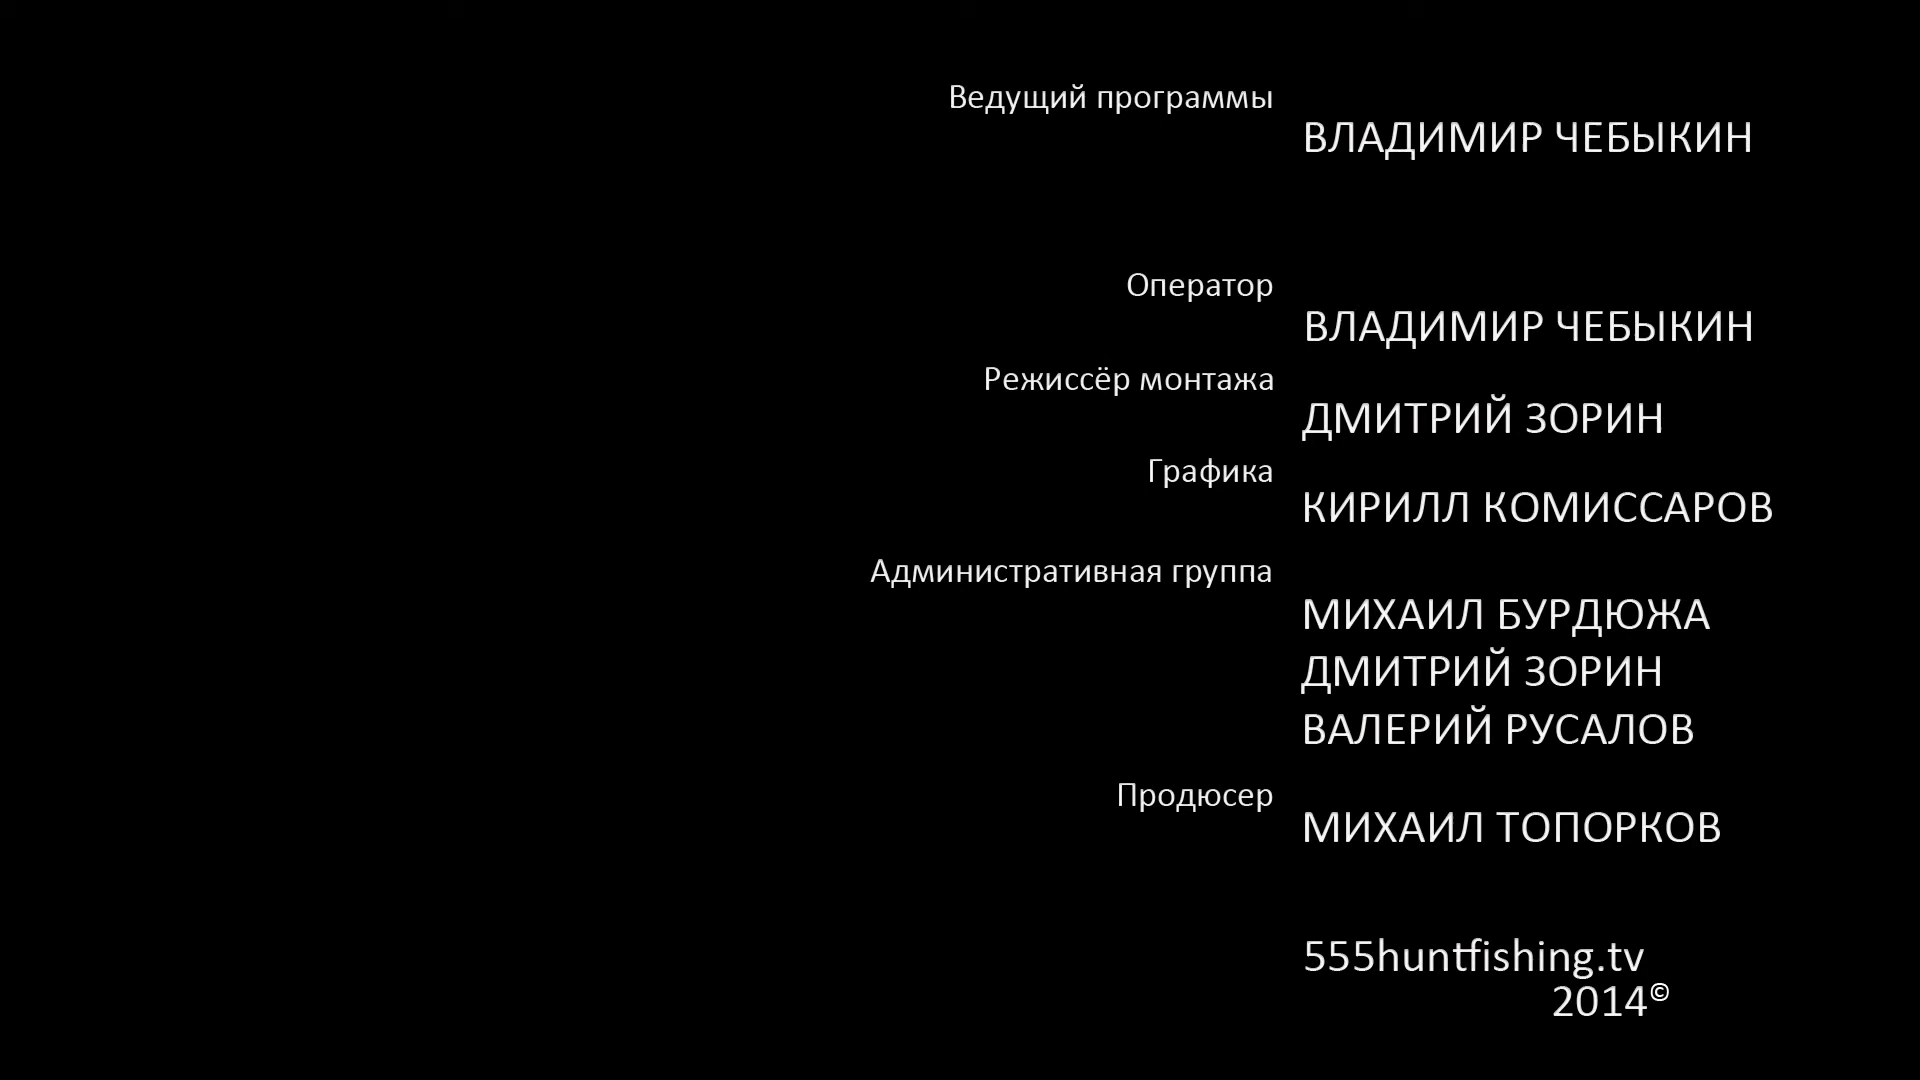 Ведущий программы
ВЛАДИМИР ЧЕБЫКИН
Оператор
ВЛАДИМИР ЧЕБЫКИН
Режиссёр монтажа
ДМИТРИЙ ЗОРИН
Графика
КИРИЛЛ КОМИССАРОВ
Административная группа
МИХАИЛ БУРДЮЖА
ДМИТРИЙ ЗОРИН
ВАЛЕРИЙ РУСАЛОВ
Продюсер
МИХАИЛ ТОПОРКОВ
555huntfishing.tv
2014©